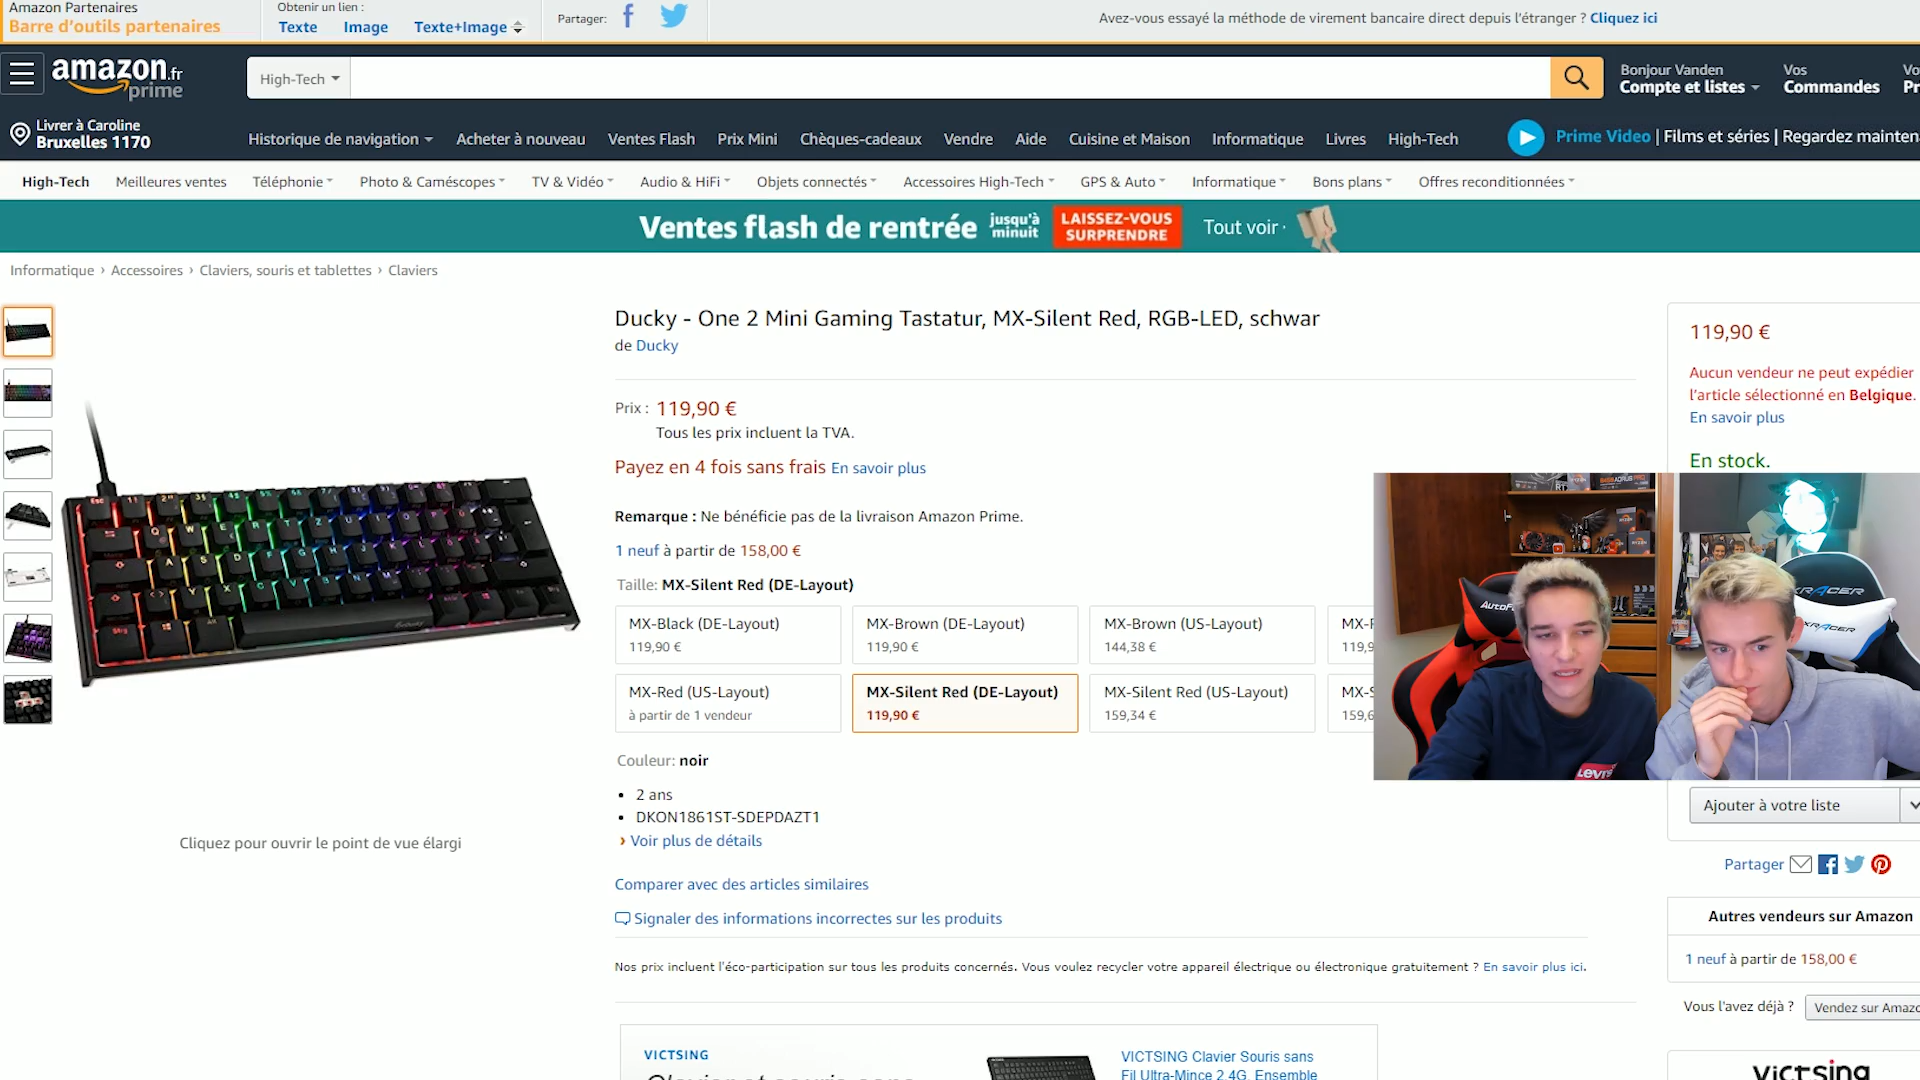 Amazon Partenaires
Barre d'outils partenaires
Obtenir un lien :
Texte Image Texte+Image
Partager:
Avez-vous essayé la méthode de virement bancaire direct depuis l'étranger ? Cliquez ici
amazon.fr
prime
High-Tech
Bonjour Vanden
Compte et listes
Vos
Commandes
Vo
Pr
Livrer à Caroline
Bruxelles 1170
Historique de navigation Acheter à nouveau Ventes Flash Prix Mini Chèques-cadeaux Vendre Aide Cuisine et Maison Informatique Livres High-Tech
Prime Video | Films et séries | Regardez maintena
High-Tech Meilleures ventes Téléphonie Photo & Caméscopes TV & Vidéo Audio & HiFi Objets connectés Accessoires High-Tech GPS & Auto Informatique Bons plans Offres reconditionnées
Ventes flash de rentrée jusqu'à minuit LAISSEZ-VOUS SURPRENDRE Tout voir ›
Informatique › Accessoires › Claviers, souris et tablettes › Claviers
Ducky - One 2 Mini Gaming Tastatur, MX-Silent Red, RGB-LED, schwar
de Ducky
Prix : 119,90 €
Tous les prix incluent la TVA.
Payez en 4 fois sans frais En savoir plus
Remarque : Ne bénéficie pas de la livraison Amazon Prime.
1 neuf à partir de 158,00 €
Taille: MX-Silent Red (DE-Layout)
MX-Black (DE-Layout)
119,90 €
MX-Brown (DE-Layout)
119,90 €
MX-Brown (US-Layout)
144,38 €
MX-F
119,9
MX-Red (US-Layout)
à partir de 1 vendeur
MX-Silent Red (DE-Layout)
119,90 €
MX-Silent Red (US-Layout)
159,34 €
MX-S
159,6
Couleur: noir
• 2 ans
• DKON1861ST-SDEPDAZT1
› Voir plus de détails
Cliquez pour ouvrir le point de vue élargi
Comparer avec des articles similaires
Signaler des informations incorrectes sur les produits
Nos prix incluent l'éco-participation sur tous les produits concernés. Vous voulez recycler votre appareil électrique ou électronique gratuitement ? En savoir plus ici.
VICTSING
VICTSING Clavier Souris sans
Fil Ultra-Mince 2.4G, Ensemble
119,90 €
Aucun vendeur ne peut expédier
l'article sélectionné en Belgique.
En savoir plus
En stock.
XRACER
XRACER
LEVI'S
Ajouter à votre liste
Partager
Autres vendeurs sur Amazon
1 neuf à partir de 158,00 €
Vous l'avez déjà ? Vendez sur Amazo
victsing